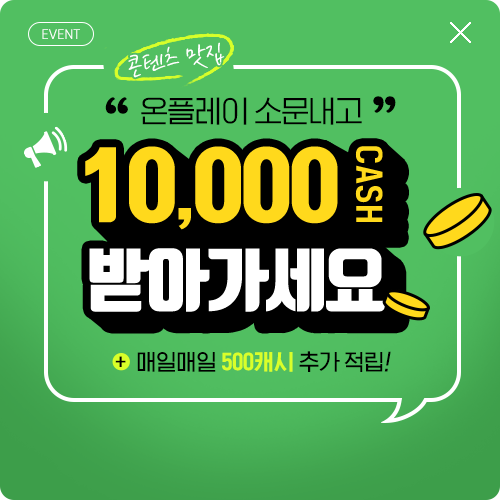 EVENT
콘텐츠 맛집
“ 온플레이 소문내고 ”
10,000 CASH
받아가세요
+ 매일매일 500캐시 추가 적립!